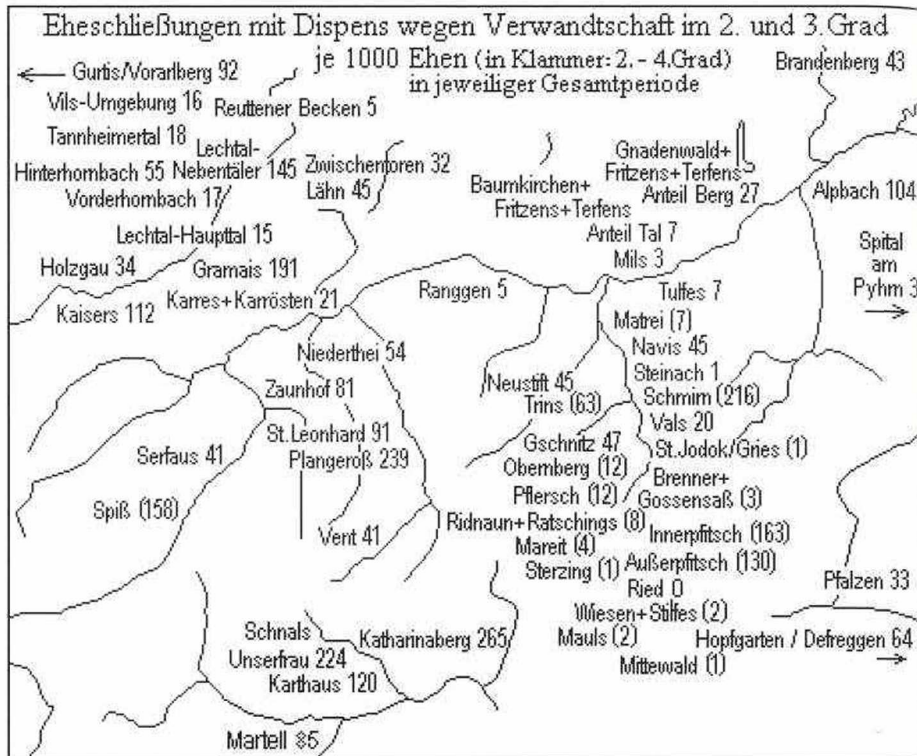 Eheschließungen mit Dispens wegen Verwandtschaft im 2. und 3.Grad
je 1000 Ehen (in Klammer: 2. - 4.Grad)
in jeweiliger Gesamtperiode
Gurtis/Vorarlberg 92
Vils-Umgebung 16
Reuttener Becken 5
Tannheimertal 18
Lechtal-
Nebentäler 145
Hinterhornbach 55
Vorderhornbach 17
Zwischentoren 32
Lähn 45
Lechtal-Haupttal 15
Holzgau 34
Gramais 191
Kaisers 112
Karres+Karrösten 21
Brandenberg 43
Gnadenwald+
Fritzens+Terfens
Anteil Berg 27
Baumkirchen+
Fritzens+Terfens
Anteil Tal 7
Mils 3
Alpbach 104
Spital
am
Pyhrn 3
Ranggen 5
Tulfes 7
Matrei (7)
Navis 45
Steinach 1
Schmirn (216)
Vals 20
St.Jodok/Gries (1)
Niederthei 54
Zaunhof 81
St.Leonhard 91
Plangeroß 239
Neustift 45
Trins (63)
Gschnitz 47
Obernberg (12)
Pflersch (12)
Brenner+
Gossensaß (3)
Serfaus 41
Spiß (158)
Vent 41
Ridnaun+Ratschings (8)
Mareit (4)
Sterzing (1)
Innerpfitsch (163)
Außerpfitsch (130)
Ried 0
Wiesen+Stilfes (2)
Mauls (2)
Mittewald (1)
Pfalzen 33
Hopfgarten / Defreggen 64
Schnals
Unserfrau 224
Karthaus 120
Katharinaberg 265
Martell 85